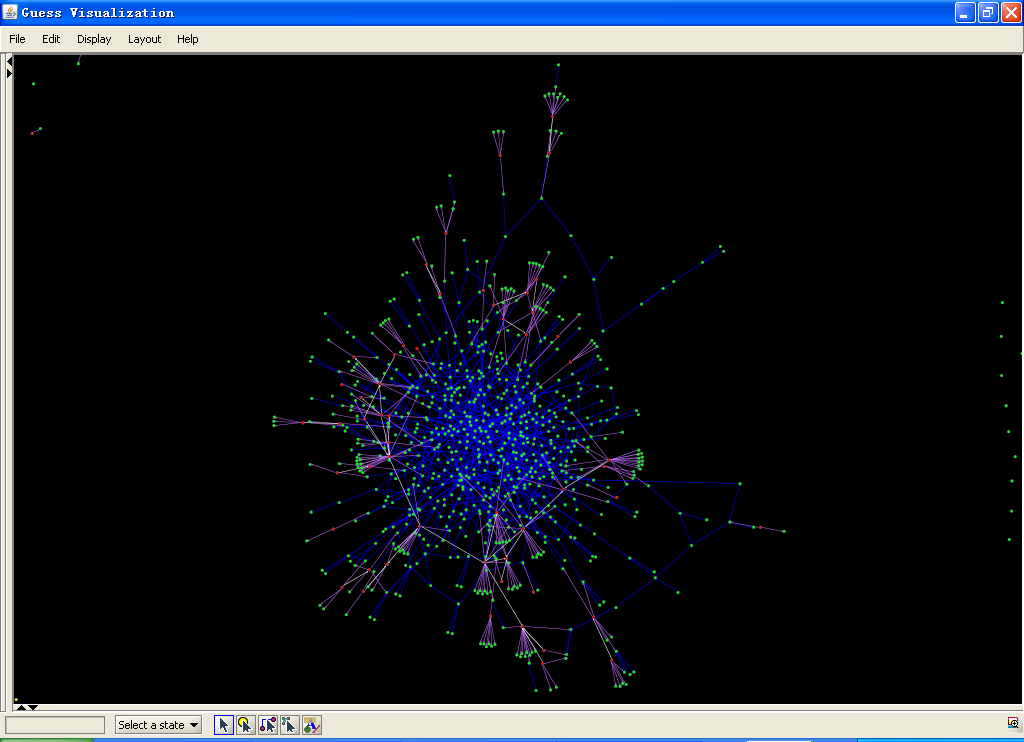 Guess Visualization
File Edit Display Layout Help
Select a state